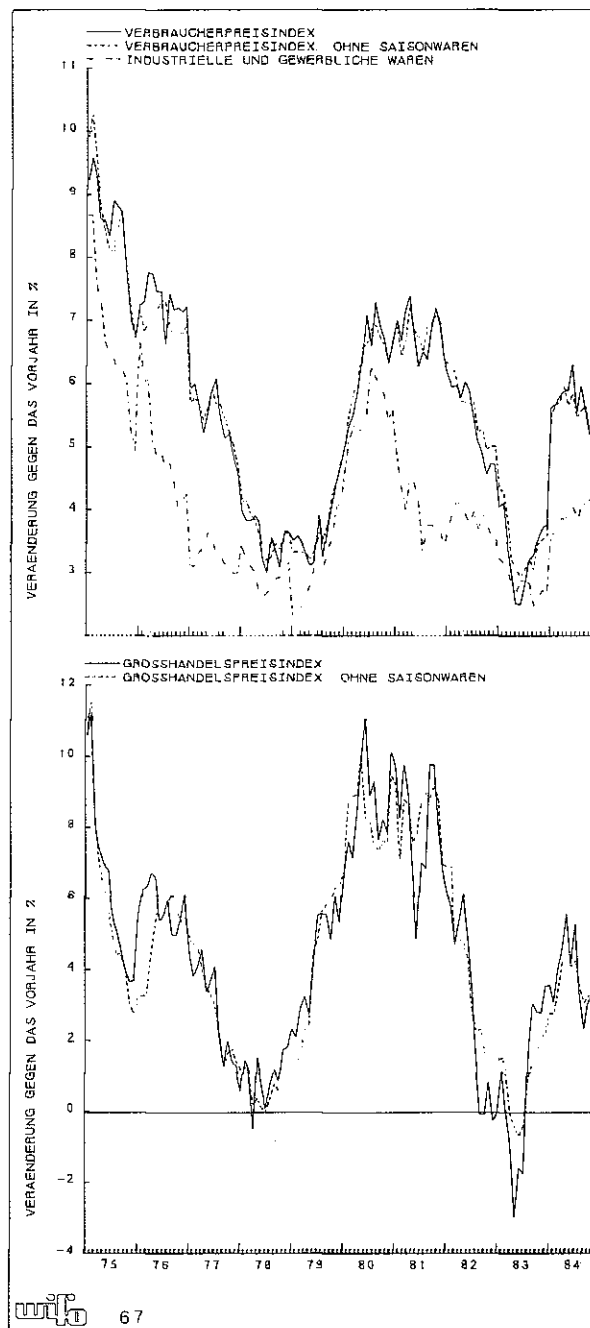 VERBRAUCHERPREISINDEX
VERBRAUCHERPREISINDEX OHNE SAISONWAREN
INDUSTRIELLE UND GEWERBLICHE WAREN
VERAENDERUNG GEGEN DAS VORJAHR IN %
11
10
9
8
7
6
5
4
3
GROSSHANDELSPREISINDEX
GROSSHANDELSPREISINDEX OHNE SAISONWAREN
VERAENDERUNG GEGEN DAS VORJAHR IN %
12
10
8
6
4
2
0
-2
-4
75 76 77 78 79 80 81 82 83 84
wifo 67